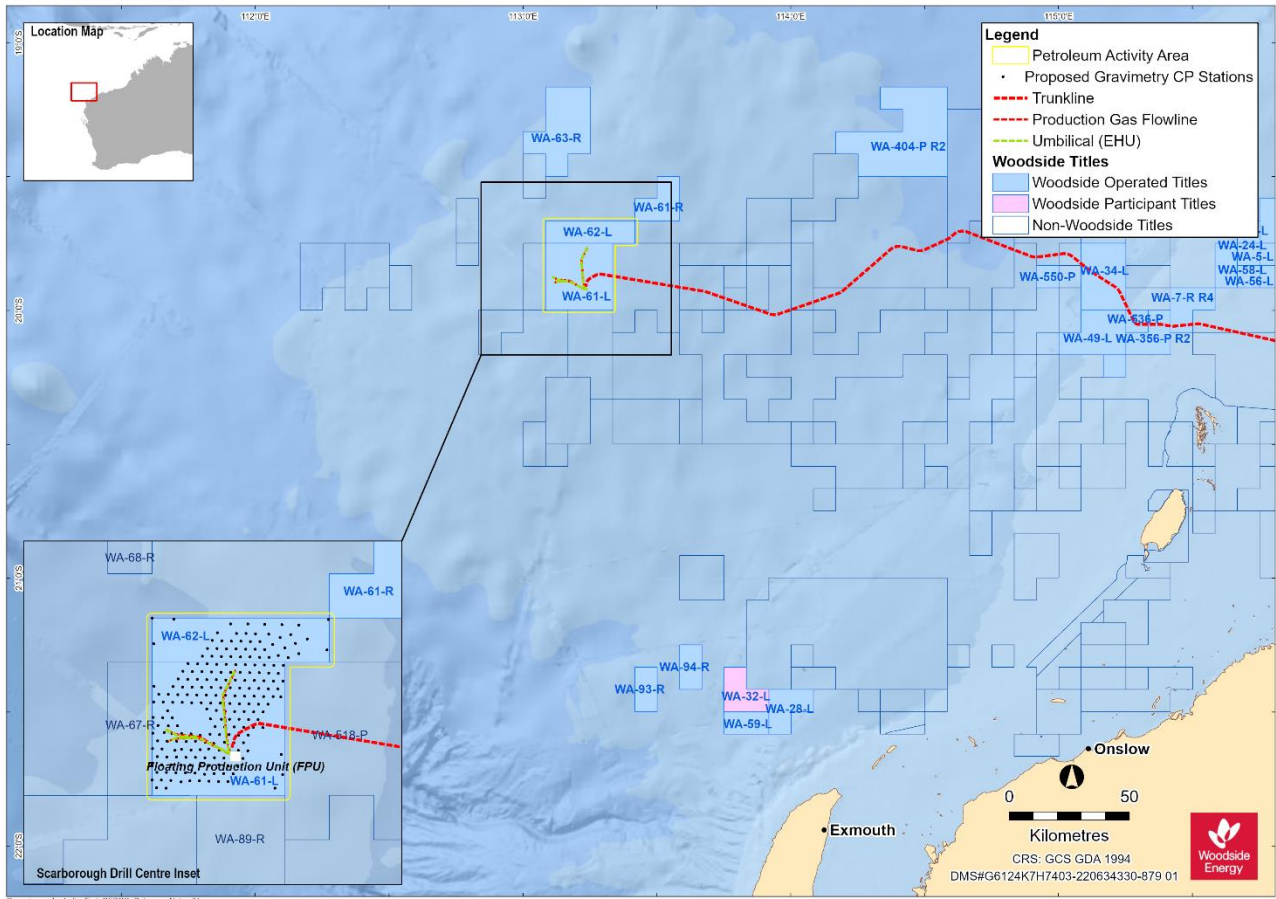 112°0'E
113°0'E
114°0'E
115°0'E
19°0'S
20°0'S
21°0'S
22°0'S
Location Map
Legend
Petroleum Activity Area
Proposed Gravimetry CP Stations
Trunkline
Production Gas Flowline
Umbilical (EHU)
Woodside Titles
Woodside Operated Titles
Woodside Participant Titles
Non-Woodside Titles
WA-63-R
WA-404-P R2
WA-61-R
WA-62-L
WA-61-L
WA-550-P
WA-34-L
WA-24-L
WA-5-L
WA-58-L
WA-56-L
WA-7-R R4
WA-536-P
WA-49-L
WA-356-P R2
WA-94-R
WA-93-R
WA-32-L
WA-28-L
WA-59-L
Onslow
Exmouth
WA-68-R
WA-61-R
WA-62-L
WA-67-R
WA-518-P
Floating Production Unit (FPU)
WA-61-L
WA-89-R
Scarborough Drill Centre Inset
0 50
Kilometres
CRS: GCS GDA 1994
DMS#G6124K7H7403-220634330-879 01
Woodside
Energy